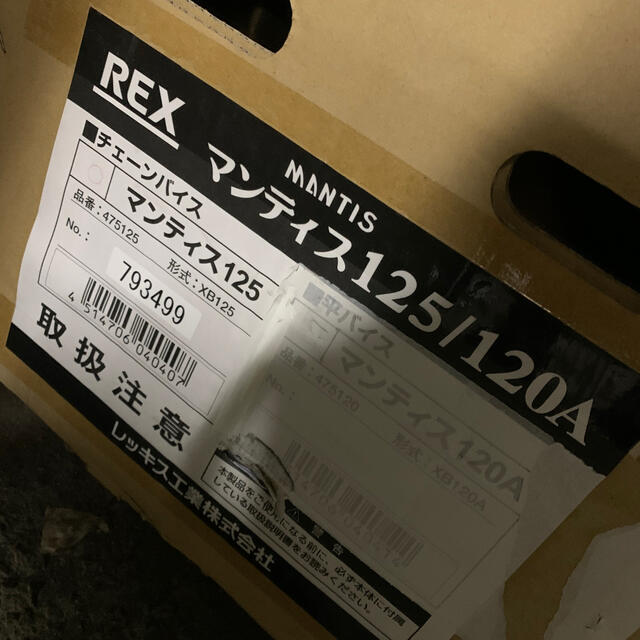 REX
MANTIS
マンティス125/120A
■チェーンバイス
マンティス125
品番：475125
形式：XB125
No.：
793499
4 514706 040407
■平バイス
マンティス120A
品番：475120
形式：XB120A
No.：
取扱注意
本製品をご使用になる前に、必ず本体に付属
している取扱説明書をお読みください。
レッキス工業株式会社